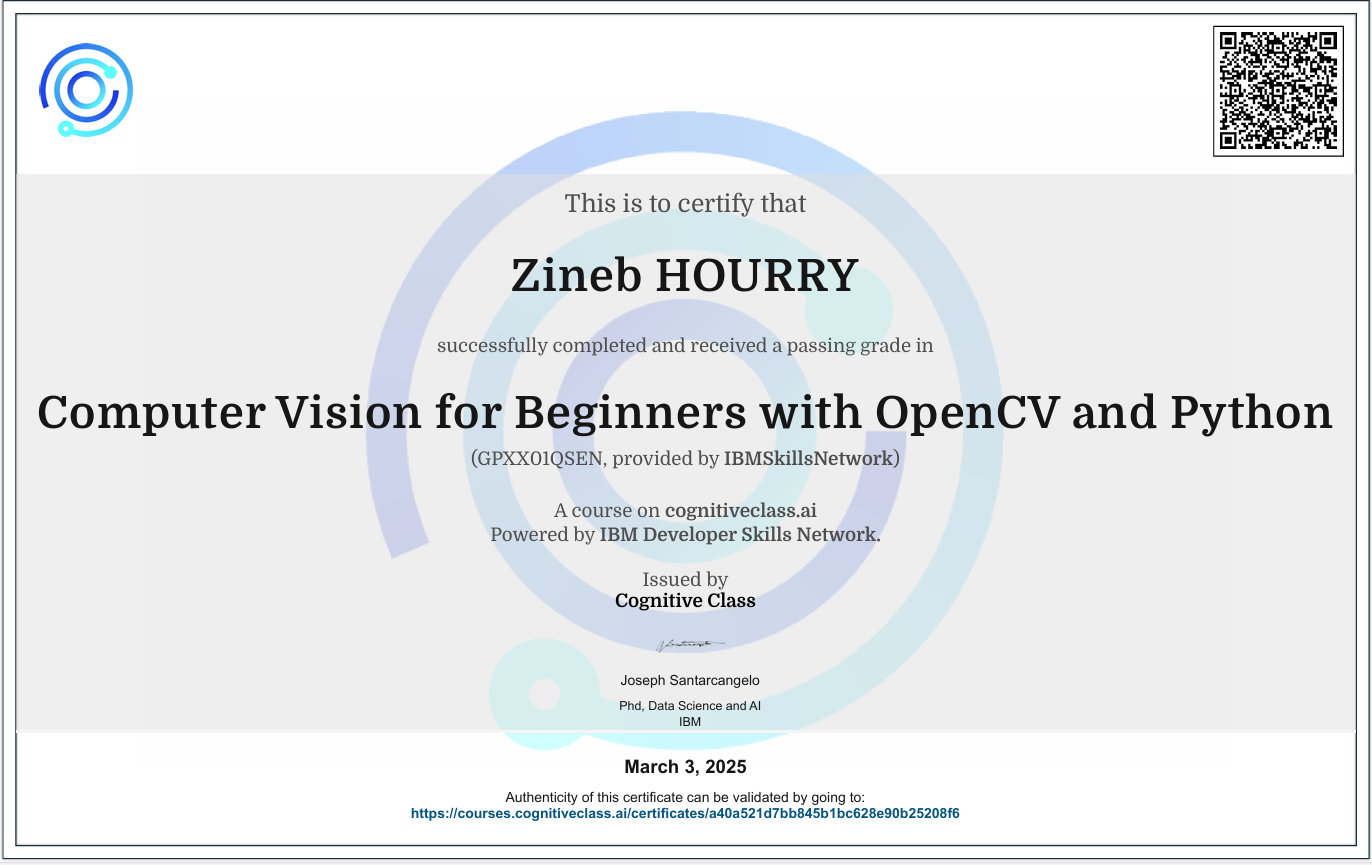 This is to certify that
Zineb HOURRY
successfully completed and received a passing grade in
Computer Vision for Beginners with OpenCV and Python
(GPXX01QSEN, provided by IBMSkillsNetwork)
A course on cognitiveclass.ai
Powered by IBM Developer Skills Network.
Issued by
Cognitive Class
Joseph Santarcangelo
Phd, Data Science and AI
IBM
March 3, 2025
Authenticity of this certificate can be validated by going to:
https://courses.cognitiveclass.ai/certificates/a40a521d7bb845b1bc628e90b25208f6